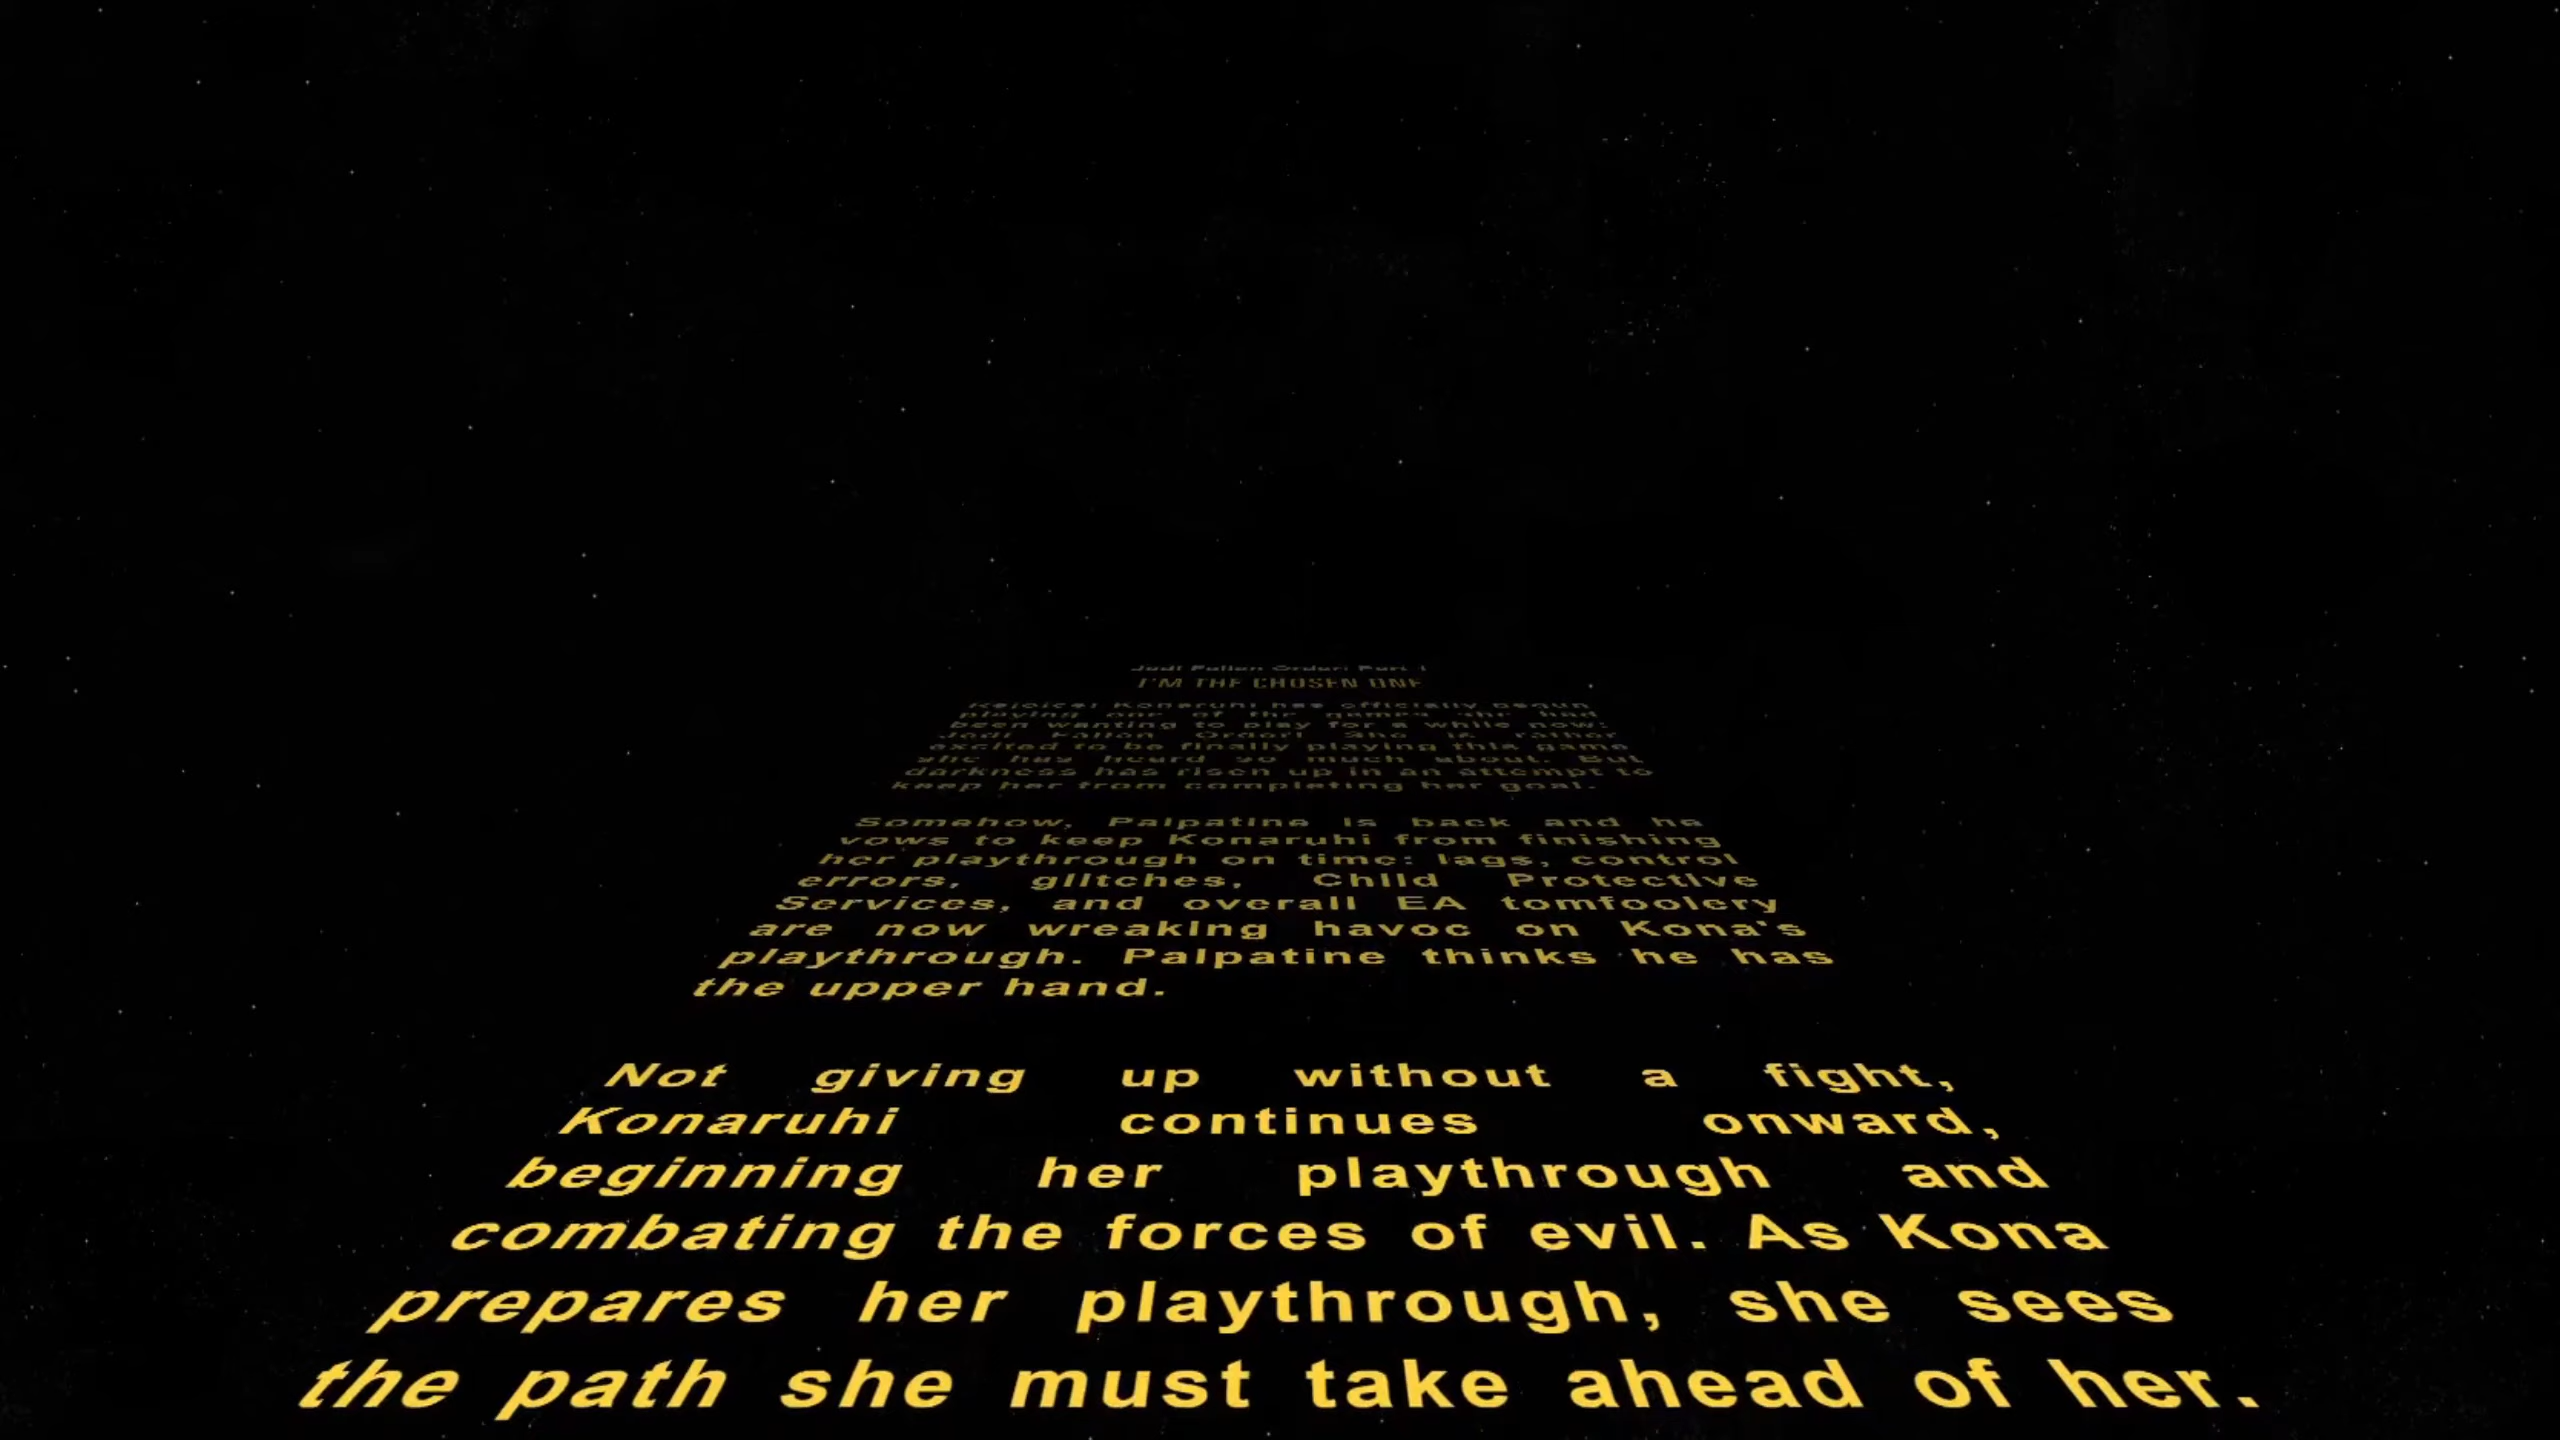 Jedi Fallen Order: Part 1
I'M THE CHOSEN ONE
Rejoice! Konaruhi has officially begun
playing one of the games she had
been wanting to play for a while now:
Jedi Fallen Order! She is rather
excited to be finally playing this game
she has heard so much about. But
darkness has risen up in an attempt to
keep her from completing her goal.
Somehow, Palpatine is back and he
vows to keep Konaruhi from finishing
her playthrough on time: lags, control
errors, glitches, Child Protective
Services, and overall EA tomfoolery
are now wreaking havoc on Kona's
playthrough. Palpatine thinks he has
the upper hand.
Not giving up without a fight,
Konaruhi continues onward,
beginning her playthrough and
combating the forces of evil. As Kona
prepares her playthrough, she sees
the path she must take ahead of her.